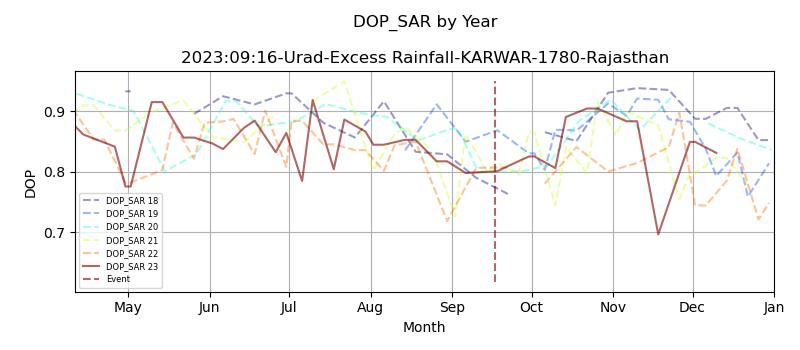 DOP_SAR by Year
2023:09:16-Urad-Excess Rainfall-KARWAR-1780-Rajasthan
DOP
0.9
0.8
0.7
DOP_SAR 18
DOP_SAR 19
DOP_SAR 20
DOP_SAR 21
DOP_SAR 22
DOP_SAR 23
Event
May Jun Jul Aug Sep Oct Nov Dec Jan
Month